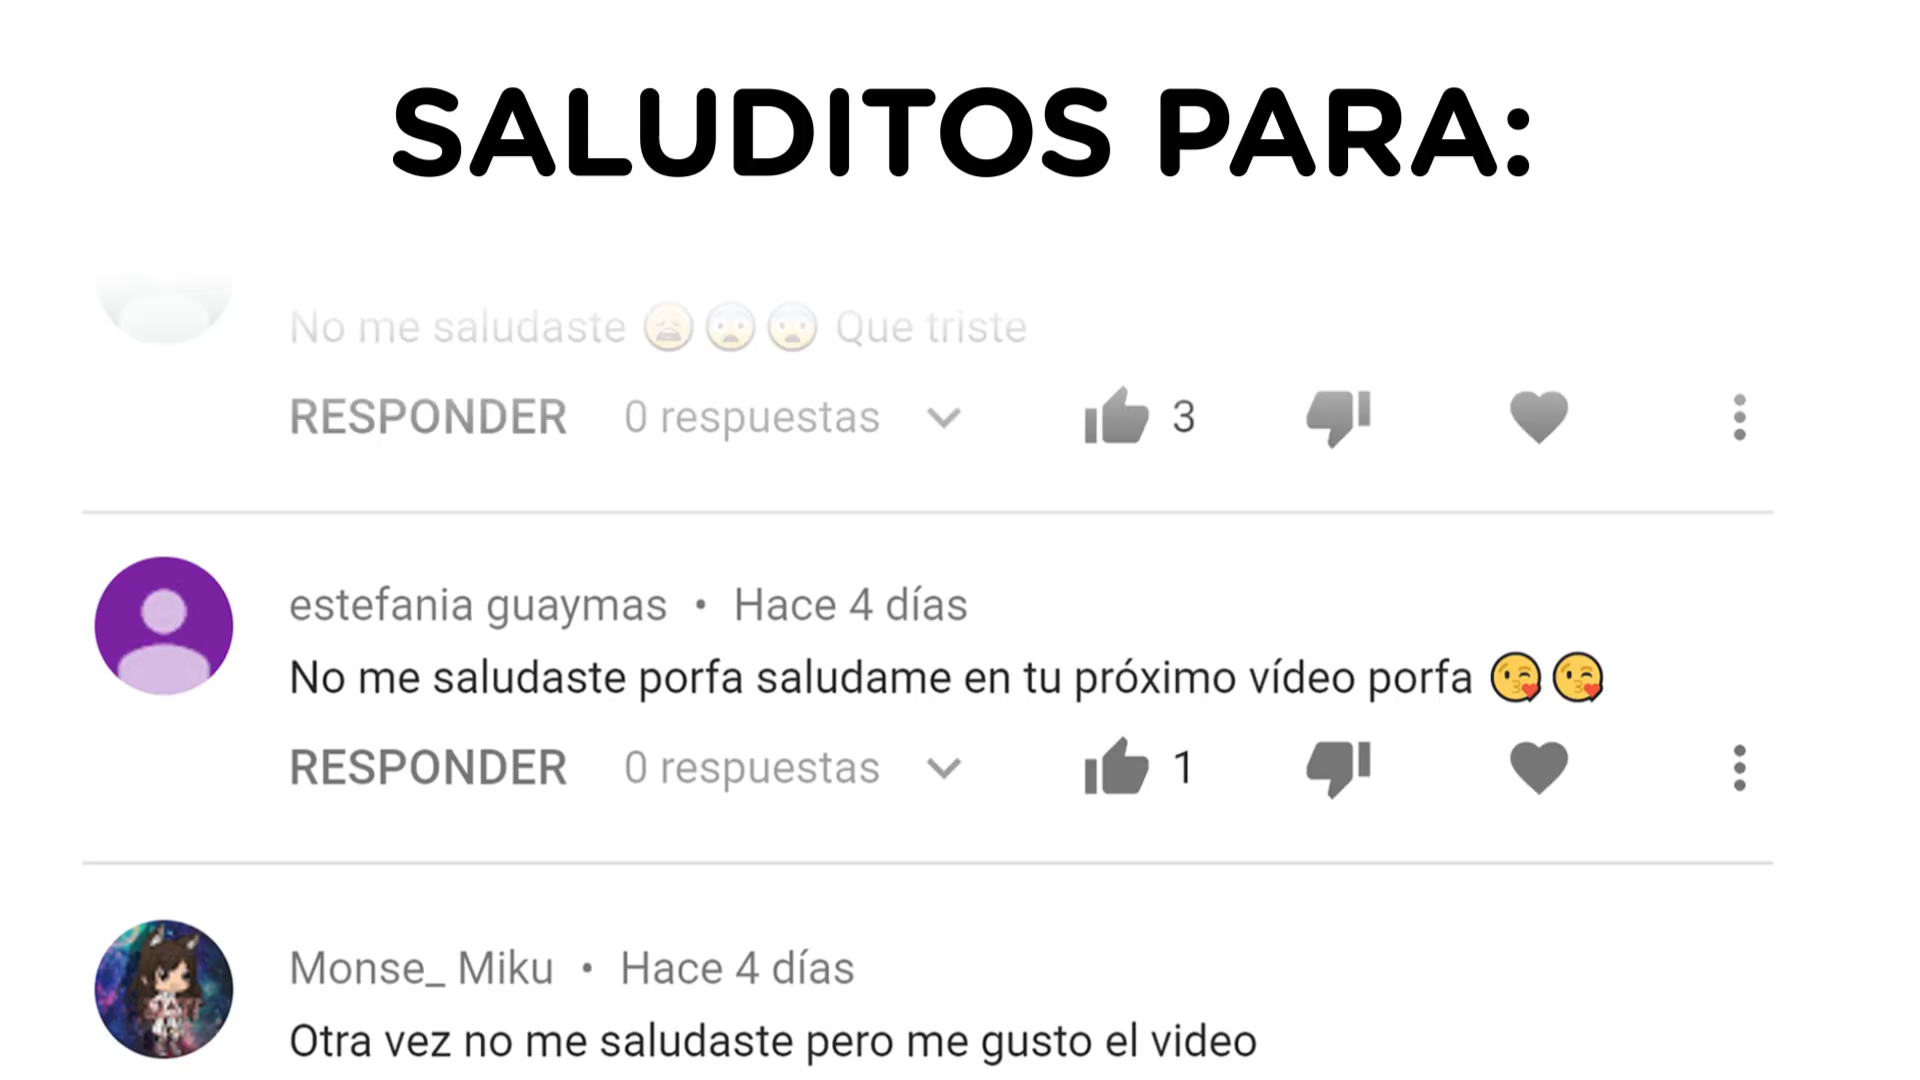 SALUDITOS PARA:
No me saludaste 😩😨😨 Que triste
RESPONDER 0 respuestas 3
estefania guaymas • Hace 4 días
No me saludaste porfa saludame en tu próximo vídeo porfa 😘😘
RESPONDER 0 respuestas 1
Monse_ Miku • Hace 4 días
Otra vez no me saludaste pero me gusto el video